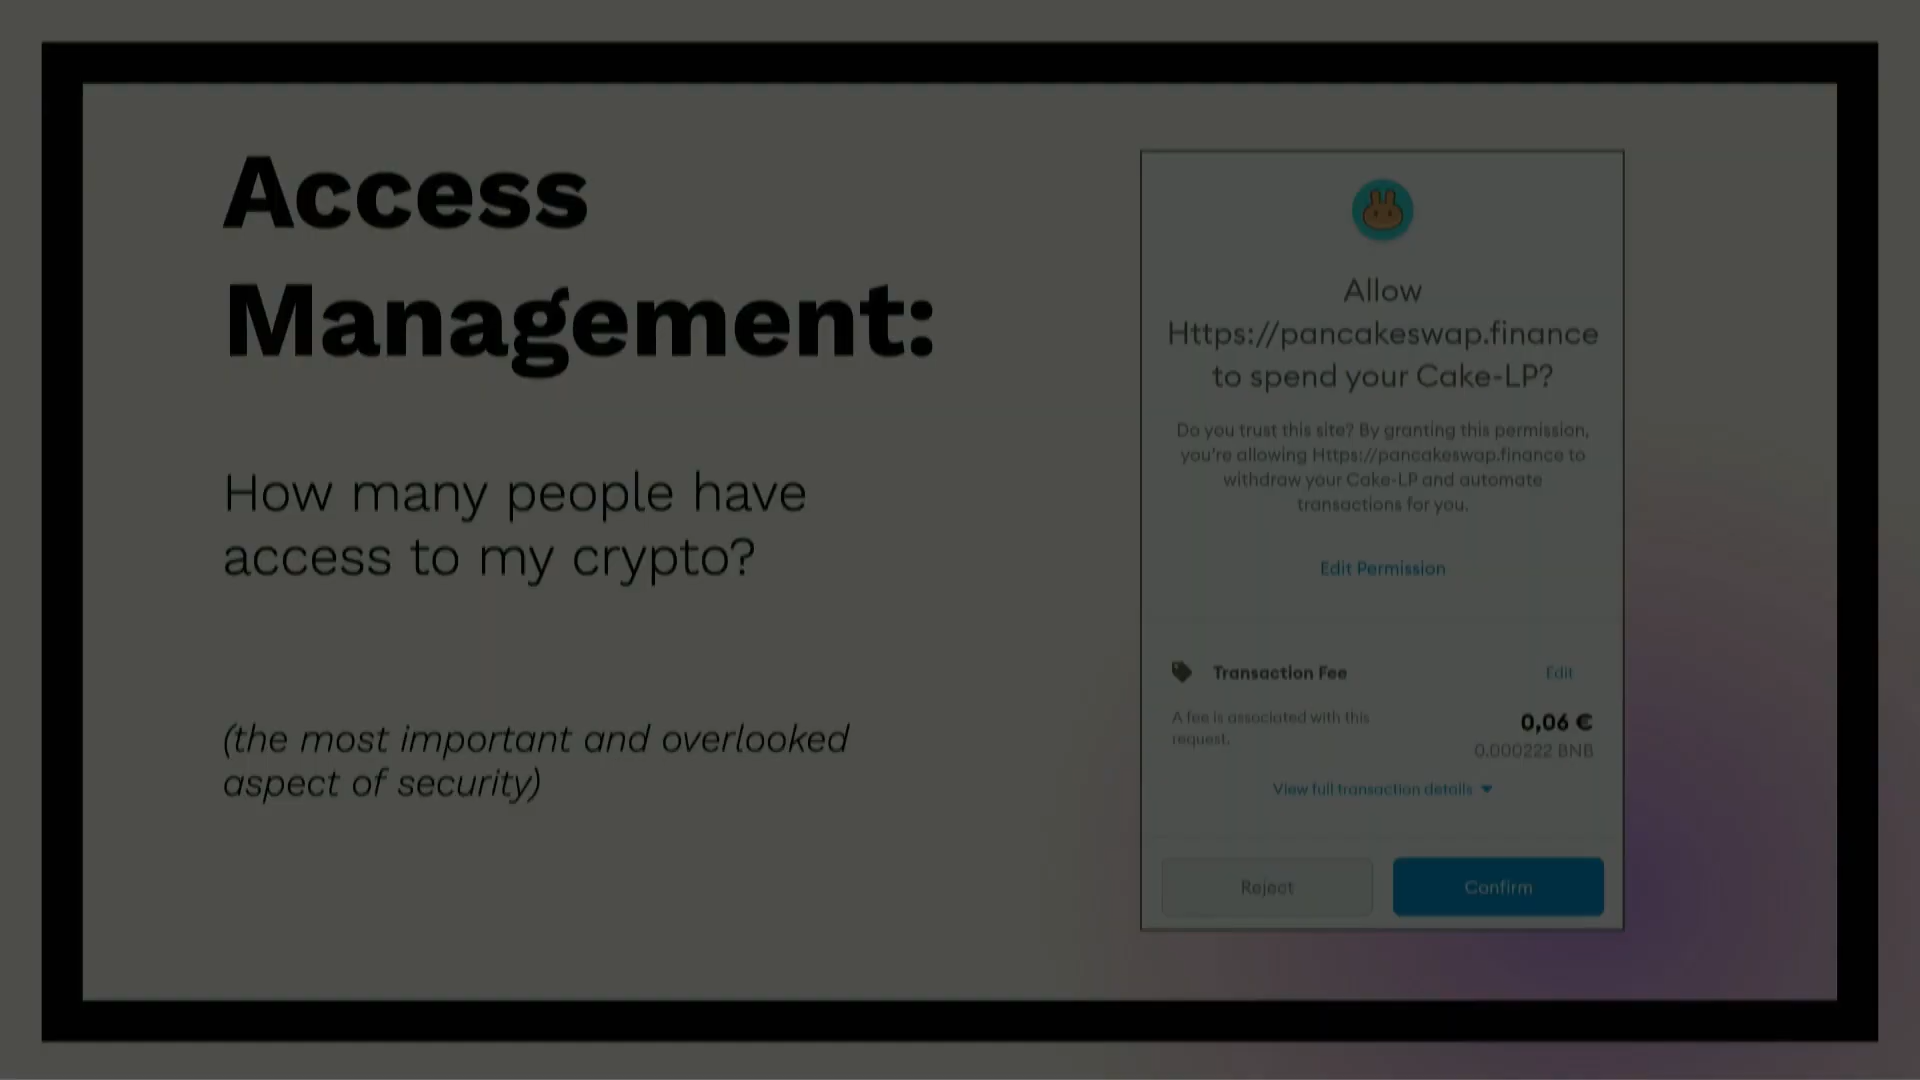 Access
Management:
How many people have
access to my crypto?
(the most important and overlooked
aspect of security)
Allow
Https://pancakeswap.finance
to spend your Cake-LP?
Do you trust this site? By granting this permission,
you're allowing Https://pancakeswap.finance to
withdraw your Cake-LP and automate
transactions for you.
Edit Permission
Transaction Fee
Edit
A fee is associated with this
request.
0,06 €
0.000222 BNB
View full transaction details
Reject
Confirm